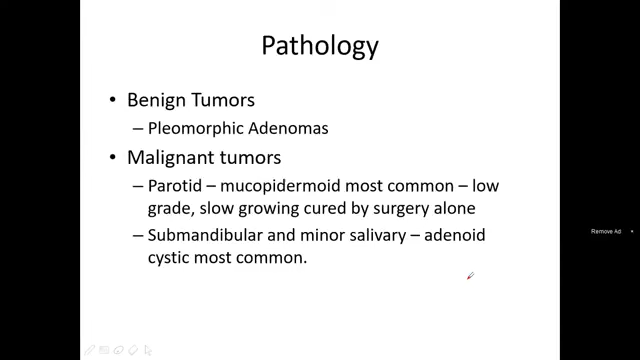 Pathology
• Benign Tumors
– Pleomorphic Adenomas
• Malignant tumors
– Parotid – mucopidermoid most common – low
grade, slow growing cured by surgery alone
– Submandibular and minor salivary – adenoid
cystic most common.
Remove Ad